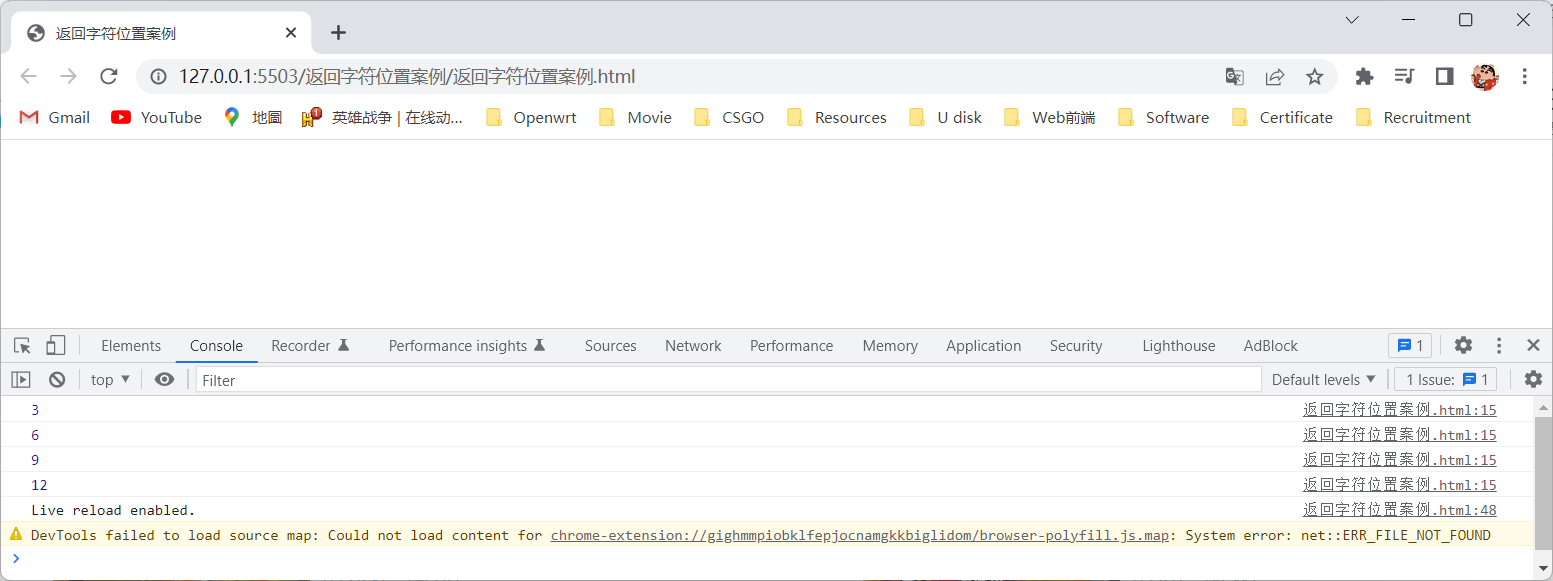 返回字符位置案例
127.0.0.1:5503/返回字符位置案例/返回字符位置案例.html
Gmail YouTube 地圖 1 英雄战争 | 在线动... Openwrt Movie CSGO Resources U disk Web前端 Software Certificate Recruitment
Elements Console Recorder Performance insights Sources Network Performance Memory Application Security Lighthouse AdBlock 1
top Filter Default levels 1 Issue: 1
3 返回字符位置案例.html:15
6 返回字符位置案例.html:15
9 返回字符位置案例.html:15
12 返回字符位置案例.html:15
Live reload enabled. 返回字符位置案例.html:48
DevTools failed to load source map: Could not load content for chrome-extension://gighmmpiobklfepjocnamgkkbiglidom/browser-polyfill.js.map: System error: net::ERR_FILE_NOT_FOUND